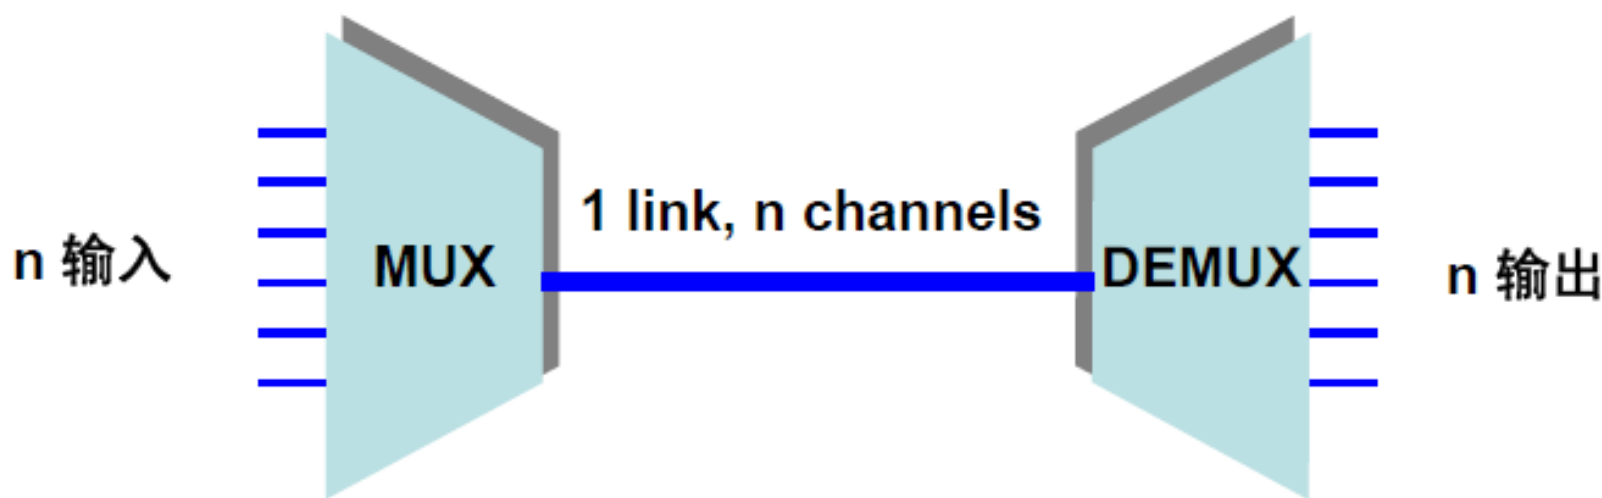 n 输入
MUX
1 link, n channels
DEMUX
n 输出